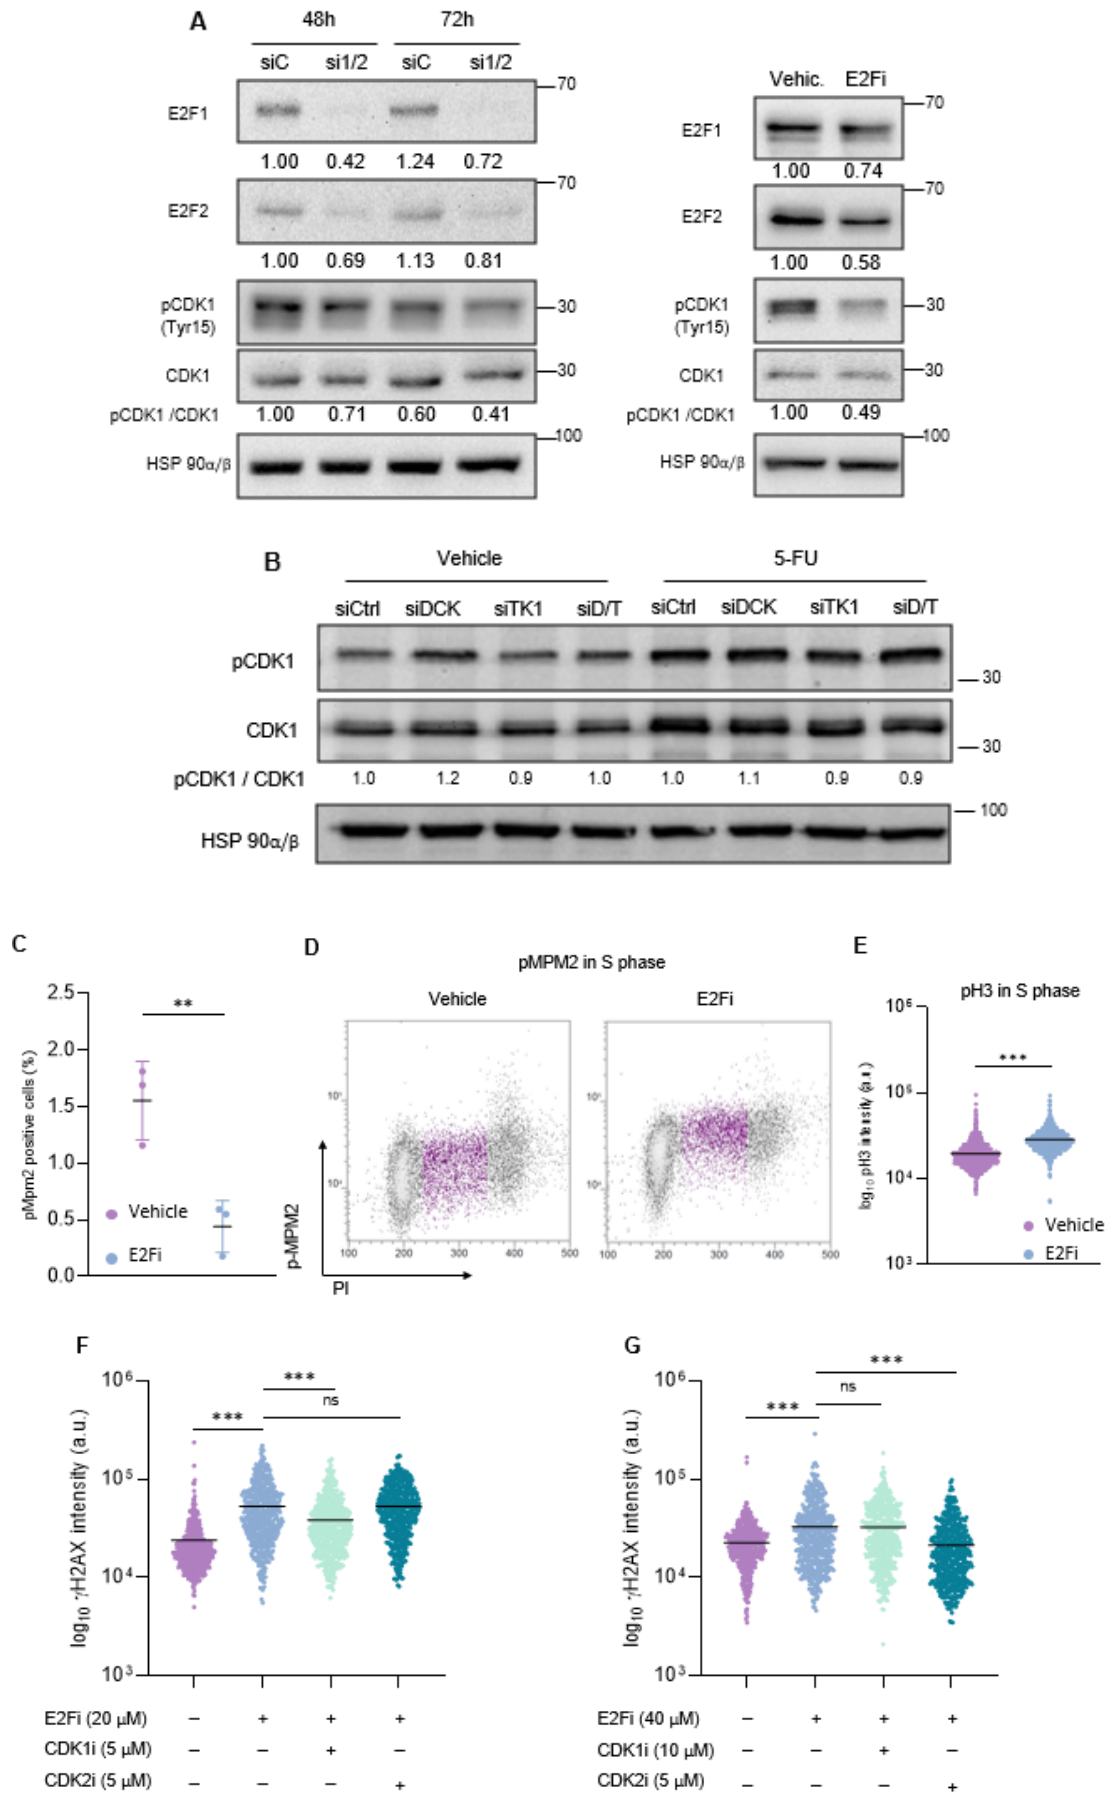 A
48h 72h
siC si1/2 siC si1/2
E2F1
70
1.00 0.42 1.24 0.72
E2F2
70
1.00 0.69 1.13 0.81
pCDK1
(Tyr15)
30
CDK1
30
pCDK1 /CDK1 1.00 0.71 0.60 0.41
HSP 90α/β
100
Vehic. E2Fi
E2F1
70
1.00 0.74
E2F2
70
1.00 0.58
pCDK1
(Tyr15)
30
CDK1
30
pCDK1 /CDK1 1.00 0.49
HSP 90α/β
100
B
Vehicle 5-FU
siCtrl siDCK siTK1 siD/T siCtrl siDCK siTK1 siD/T
pCDK1
30
CDK1
30
pCDK1 / CDK1 1.0 1.2 0.9 1.0 1.0 1.1 0.9 0.9
HSP 90α/β
100
C
pMpm2 positive cells (%)
2.5
2.0
1.5
1.0
0.5
0.0
**
Vehicle
E2Fi
D
pMPM2 in S phase
Vehicle E2Fi
p-MPM2
PI
100 200 300 400 500
100 200 300 400 500
E
pH3 in S phase
log10 pH3 intensity (a.u.)
10⁶
10⁵
10⁴
10³
***
Vehicle
E2Fi
F
log10 γH2AX intensity (a.u.)
10⁶
10⁵
10⁴
10³
***
ns
***
E2Fi (20 µM) – + + +
CDK1i (5 µM) – – + –
CDK2i (5 µM) – – – +
G
log10 γH2AX intensity (a.u.)
10⁶
10⁵
10⁴
10³
***
ns
***
E2Fi (40 µM) – + + +
CDK1i (10 µM) – – + –
CDK2i (5 µM) – – – +